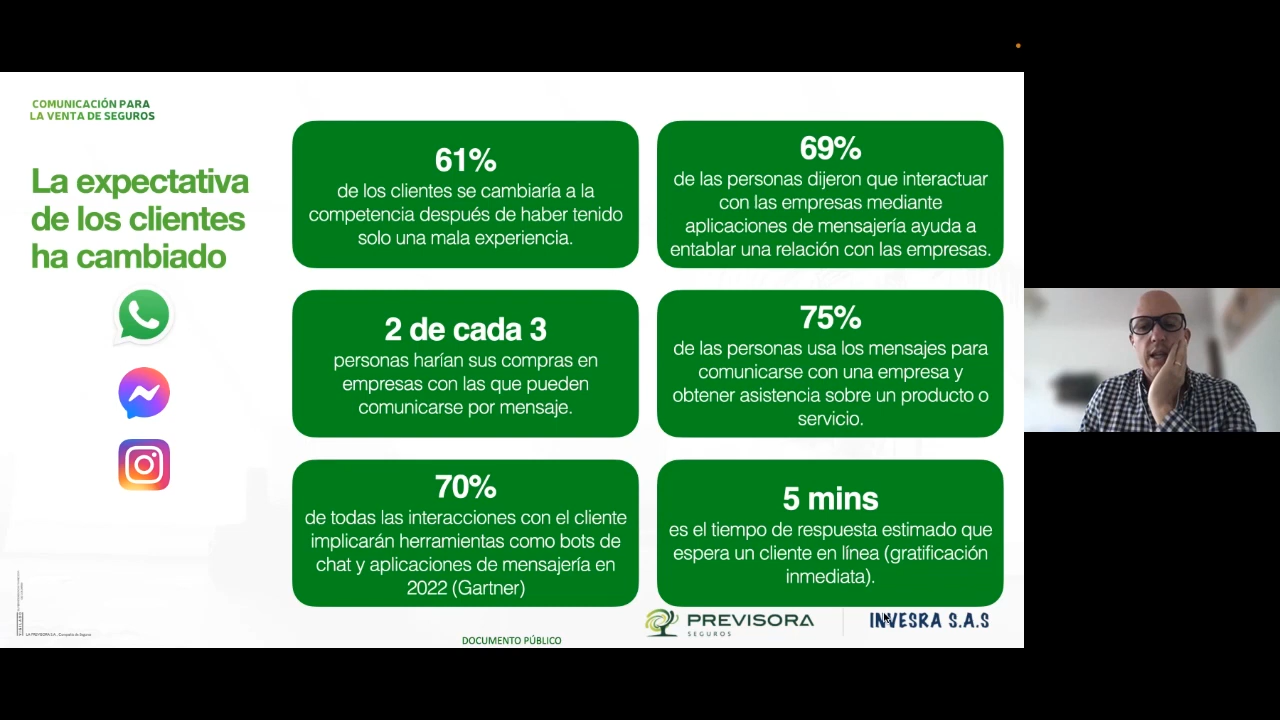 COMUNICACIÓN PARA
LA VENTA DE SEGUROS
La expectativa
de los clientes
ha cambiado
61%
de los clientes se cambiaría a la
competencia después de haber tenido
solo una mala experiencia.
69%
de las personas dijeron que interactuar
con las empresas mediante
aplicaciones de mensajería ayuda a
entablar una relación con las empresas.
2 de cada 3
personas harían sus compras en
empresas con las que pueden
comunicarse por mensaje.
75%
de las personas usa los mensajes para
comunicarse con una empresa y
obtener asistencia sobre un producto o
servicio.
70%
de todas las interacciones con el cliente
implicarán herramientas como bots de
chat y aplicaciones de mensajería en
2022 (Gartner)
5 mins
es el tiempo de respuesta estimado que
espera un cliente en línea (gratificación
inmediata).
PREVISORA
SEGUROS
INVESRA S.A.S
DOCUMENTO PÚBLICO